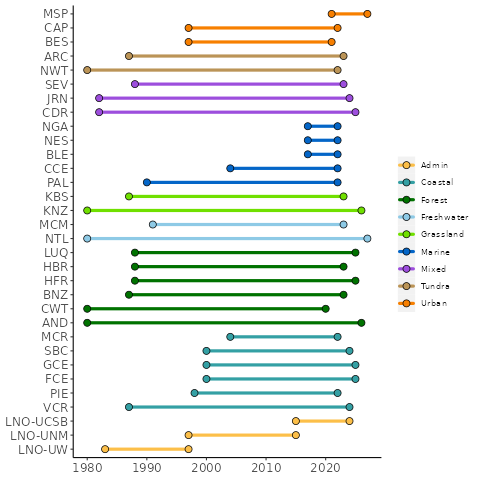 MSP
CAP
BES
ARC
NWT
SEV
JRN
CDR
NGA
NES
BLE
CCE
PAL
KBS
KNZ
MCM
NTL
LUQ
HBR
HFR
BNZ
CWT
AND
MCR
SBC
GCE
FCE
PIE
VCR
LNO-UCSB
LNO-UNM
LNO-UW
1980 1990 2000 2010 2020
Admin
Coastal
Forest
Freshwater
Grassland
Marine
Mixed
Tundra
Urban